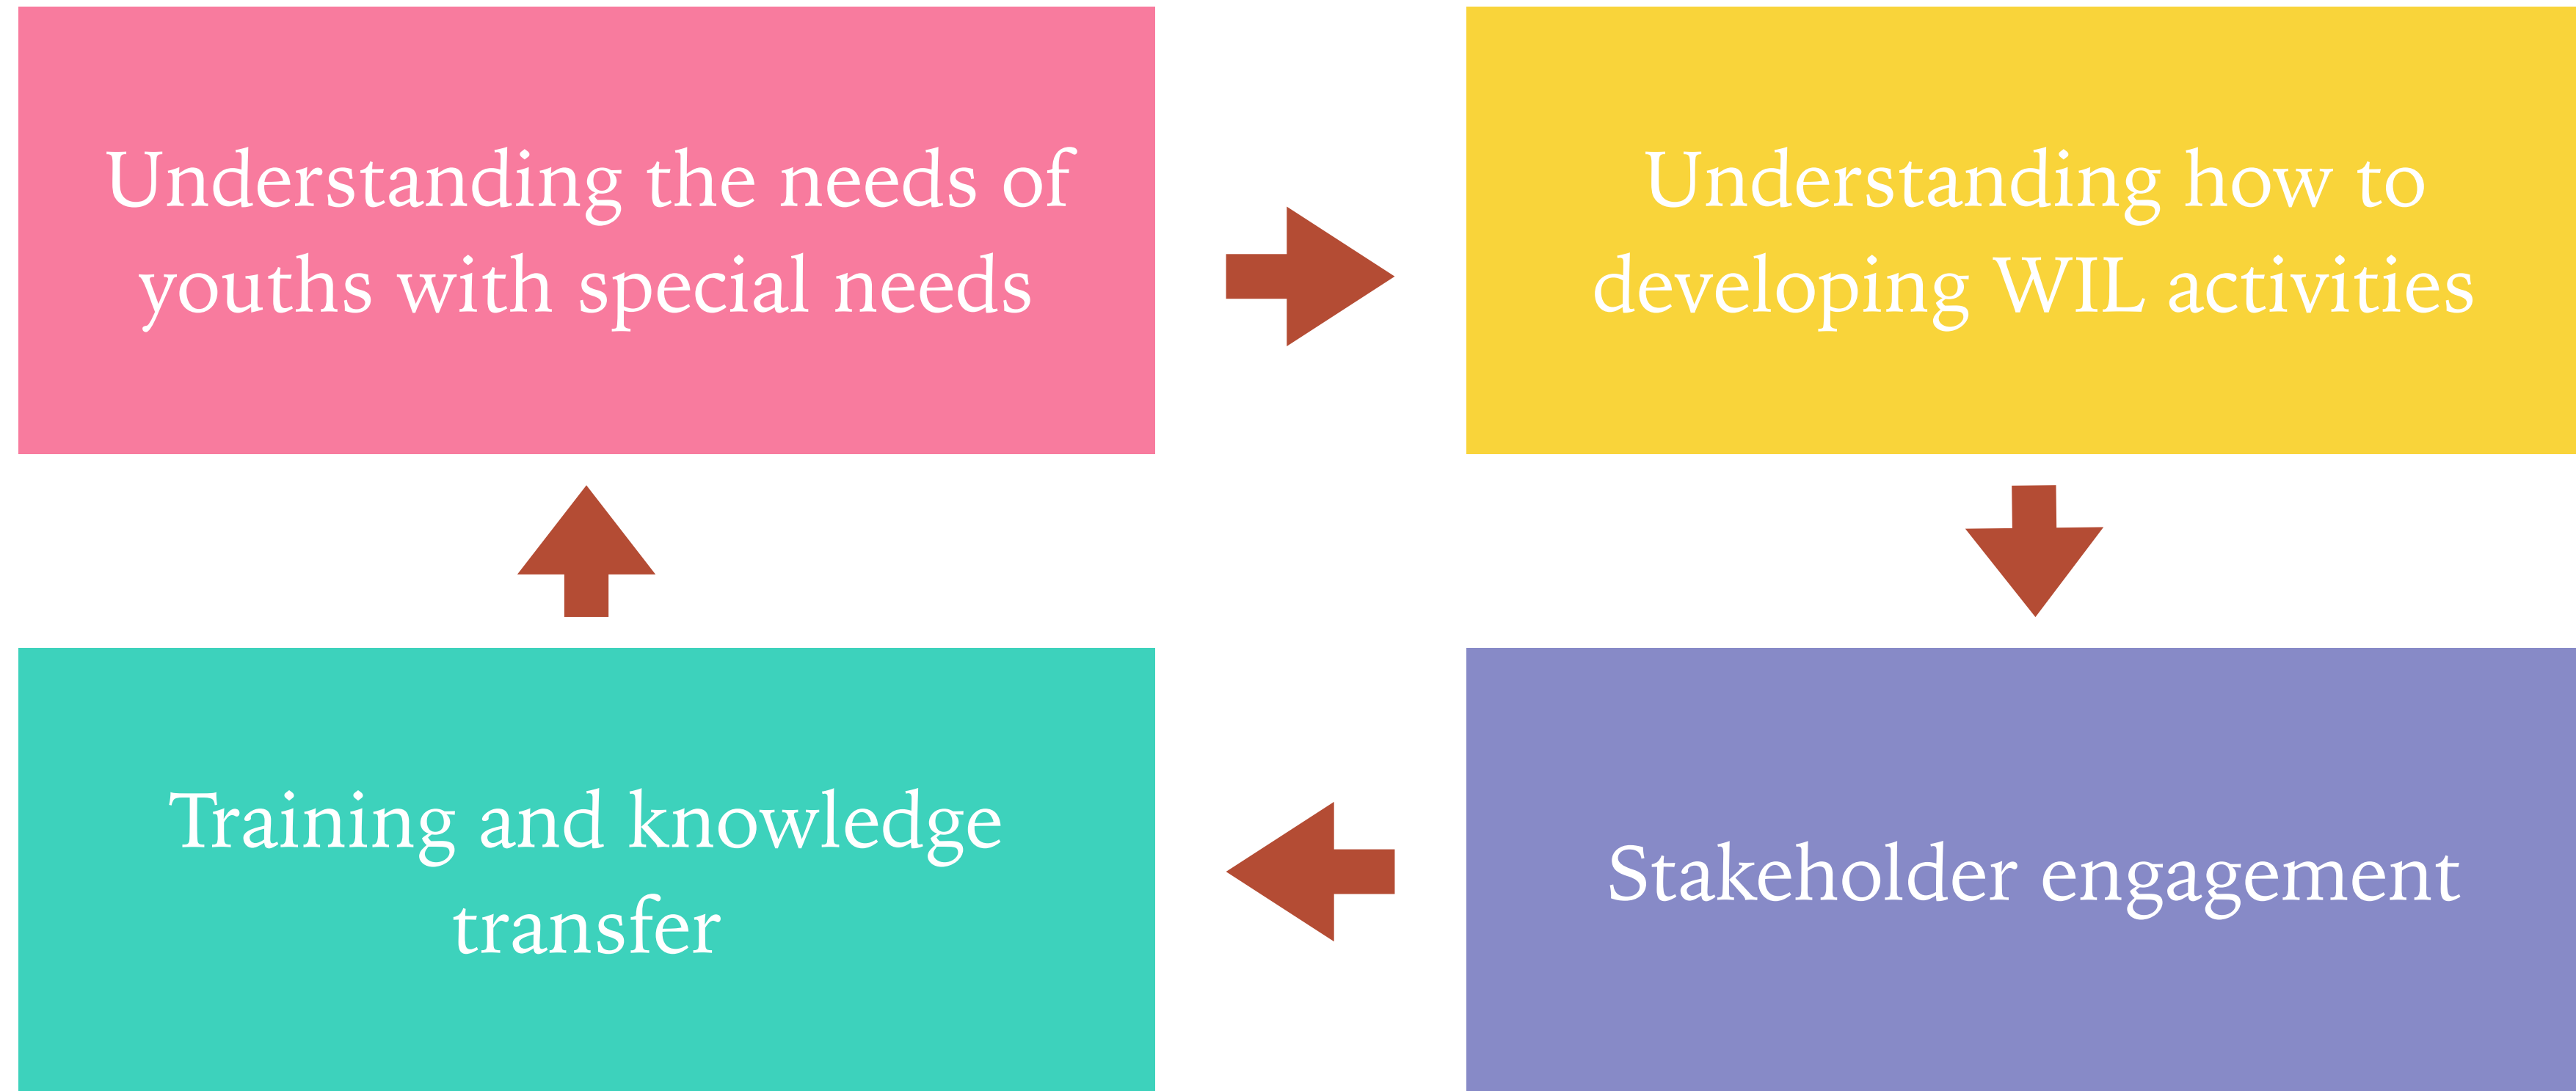 Understanding the needs of
youths with special needs
Understanding how to
developing WIL activities
Training and knowledge
transfer
Stakeholder engagement